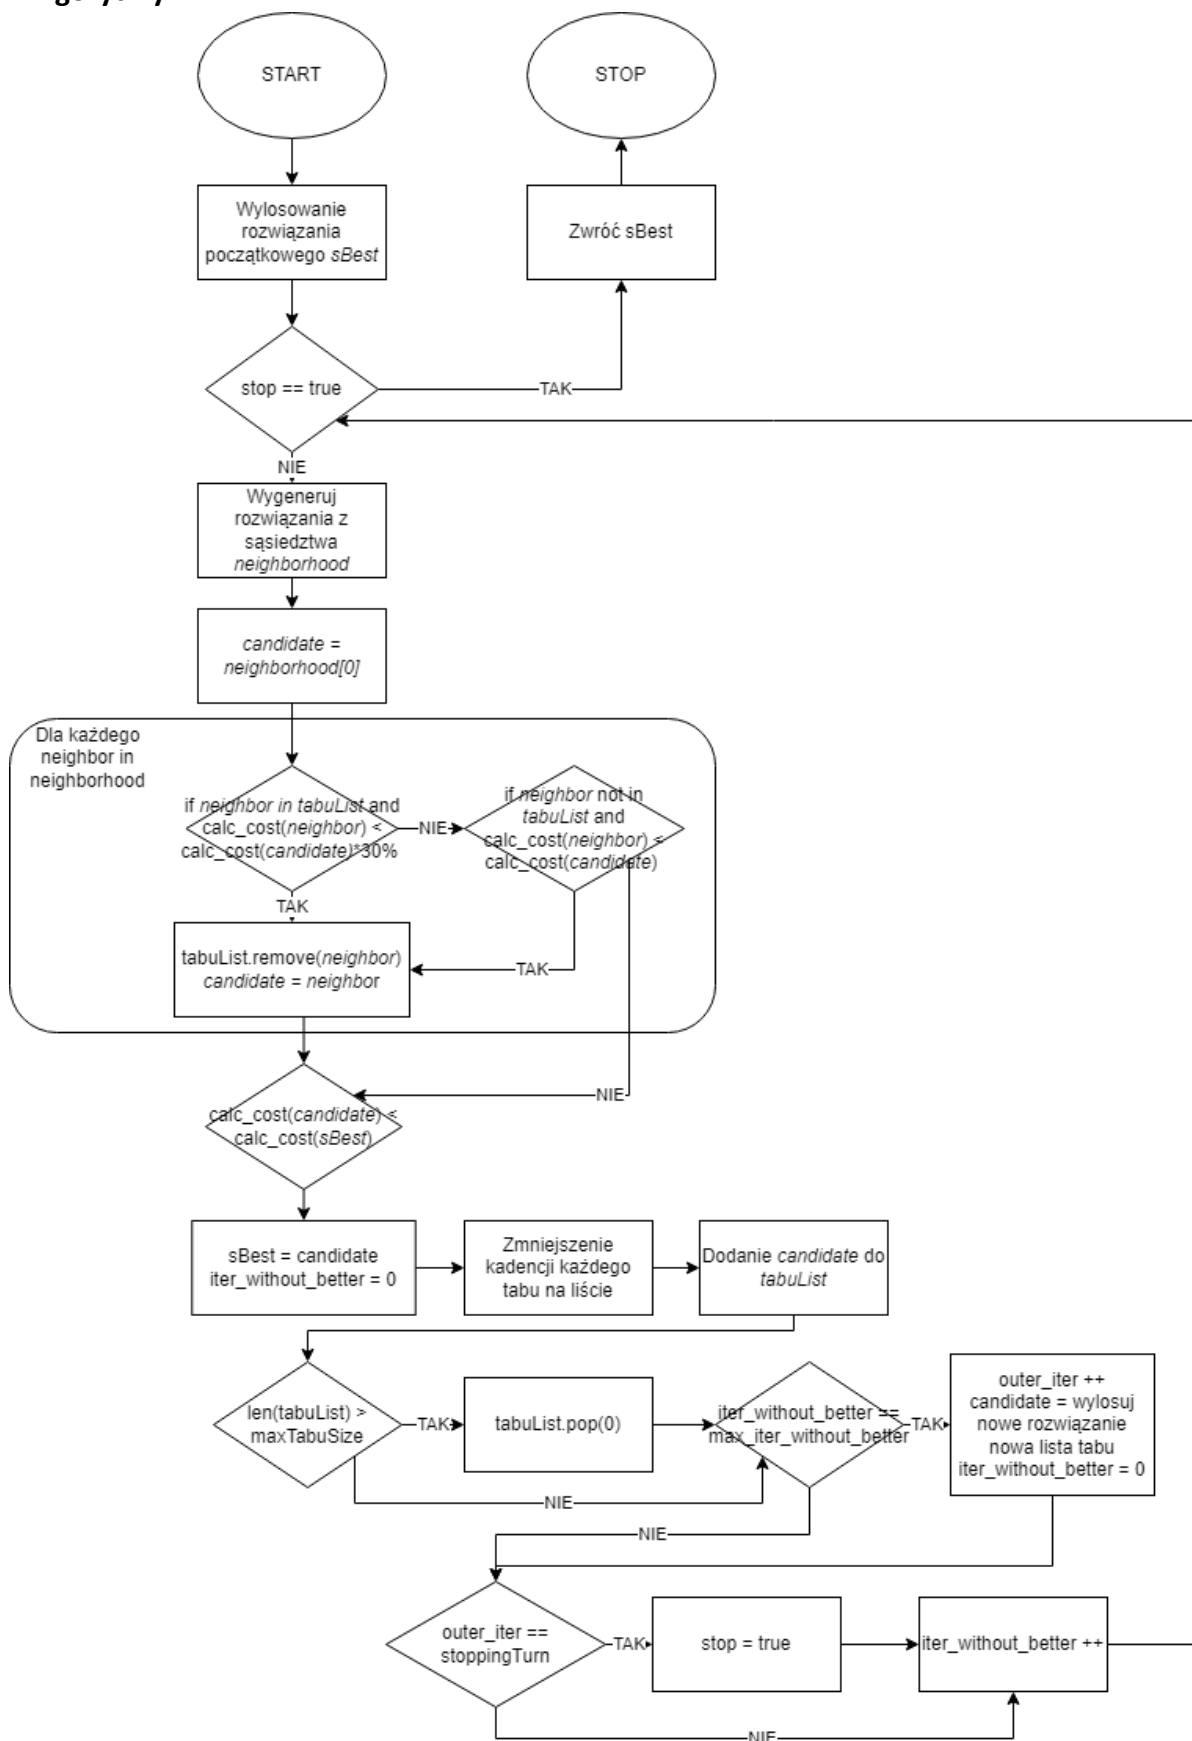 START
STOP
Wylosowanie
rozwiązania
początkowego sBest
Zwróć sBest
stop == true
TAK
NIE
Wygeneruj
rozwiązania z
sąsiedztwa
neighborhood
candidate =
neighborhood[0]
Dla każdego
neighbor in
neighborhood
if neighbor in tabuList and
calc_cost(neighbor) <
calc_cost(candidate)*30%
NIE
if neighbor not in
tabuList and
calc_cost(neighbor) <
calc_cost(candidate)
TAK
tabuList.remove(neighbor)
candidate = neighbor
TAK
NIE
calc_cost(candidate) <
calc_cost(sBest)
sBest = candidate
iter_without_better = 0
Zmniejszenie
kadencji każdego
tabu na liście
Dodanie candidate do
tabuList
len(tabuList) >
maxTabuSize
TAK
tabuList.pop(0)
iter_without_better ==
max_iter_without_better
TAK
outer_iter ++
candidate = wylosuj
nowe rozwiązanie
nowa lista tabu
iter_without_better = 0
NIE
NIE
outer_iter ==
stoppingTurn
TAK
stop = true
iter_without_better ++
NIE